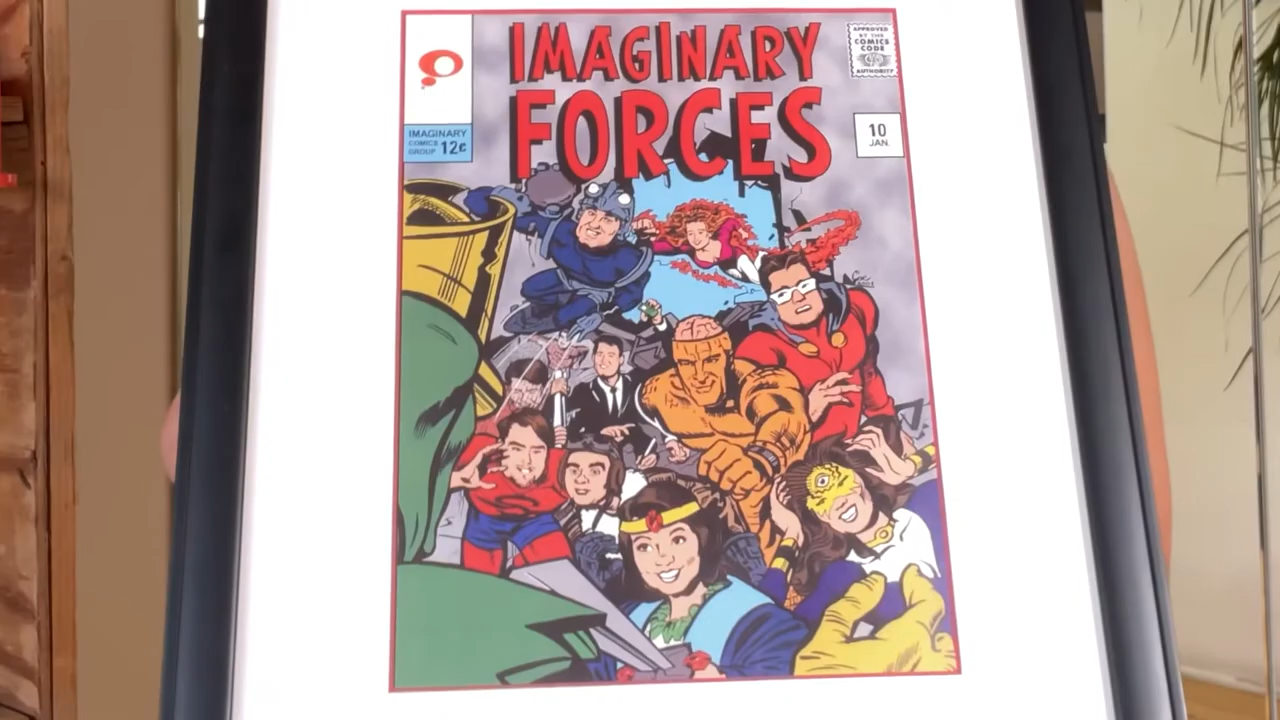 IMAGINARY
FORCES
APPROVED
BY THE
COMICS
CODE
AUTHORITY
IMAGINARY
COMICS
GROUP 12¢
10
JAN.